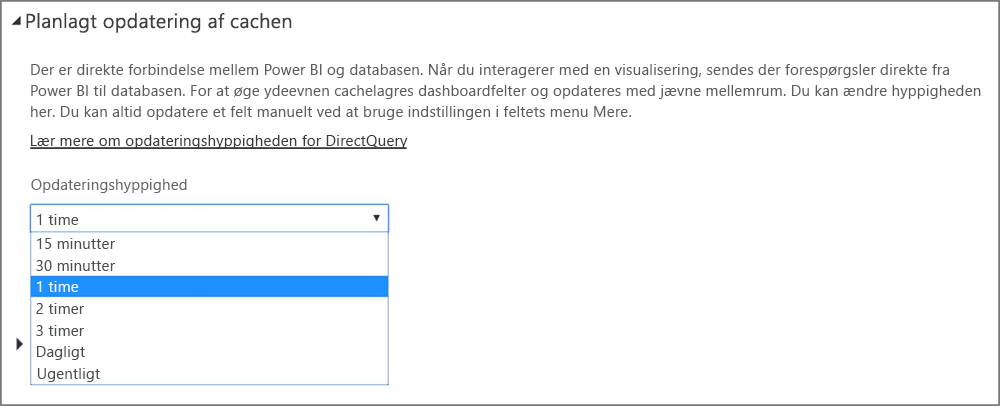 Planlagt opdatering af cachen
Der er direkte forbindelse mellem Power BI og databasen. Når du interagerer med en visualisering, sendes der forespørgsler direkte fra
Power BI til databasen. For at øge ydeevnen cachelagres dashboardfelter og opdateres med jævne mellemrum. Du kan ændre hyppigheden
her. Du kan altid opdatere et felt manuelt ved at bruge indstillingen i feltets menu Mere.
Lær mere om opdateringshyppigheden for DirectQuery
Opdateringshyppighed
1 time
15 minutter
30 minutter
1 time
2 timer
3 timer
Dagligt
Ugentligt